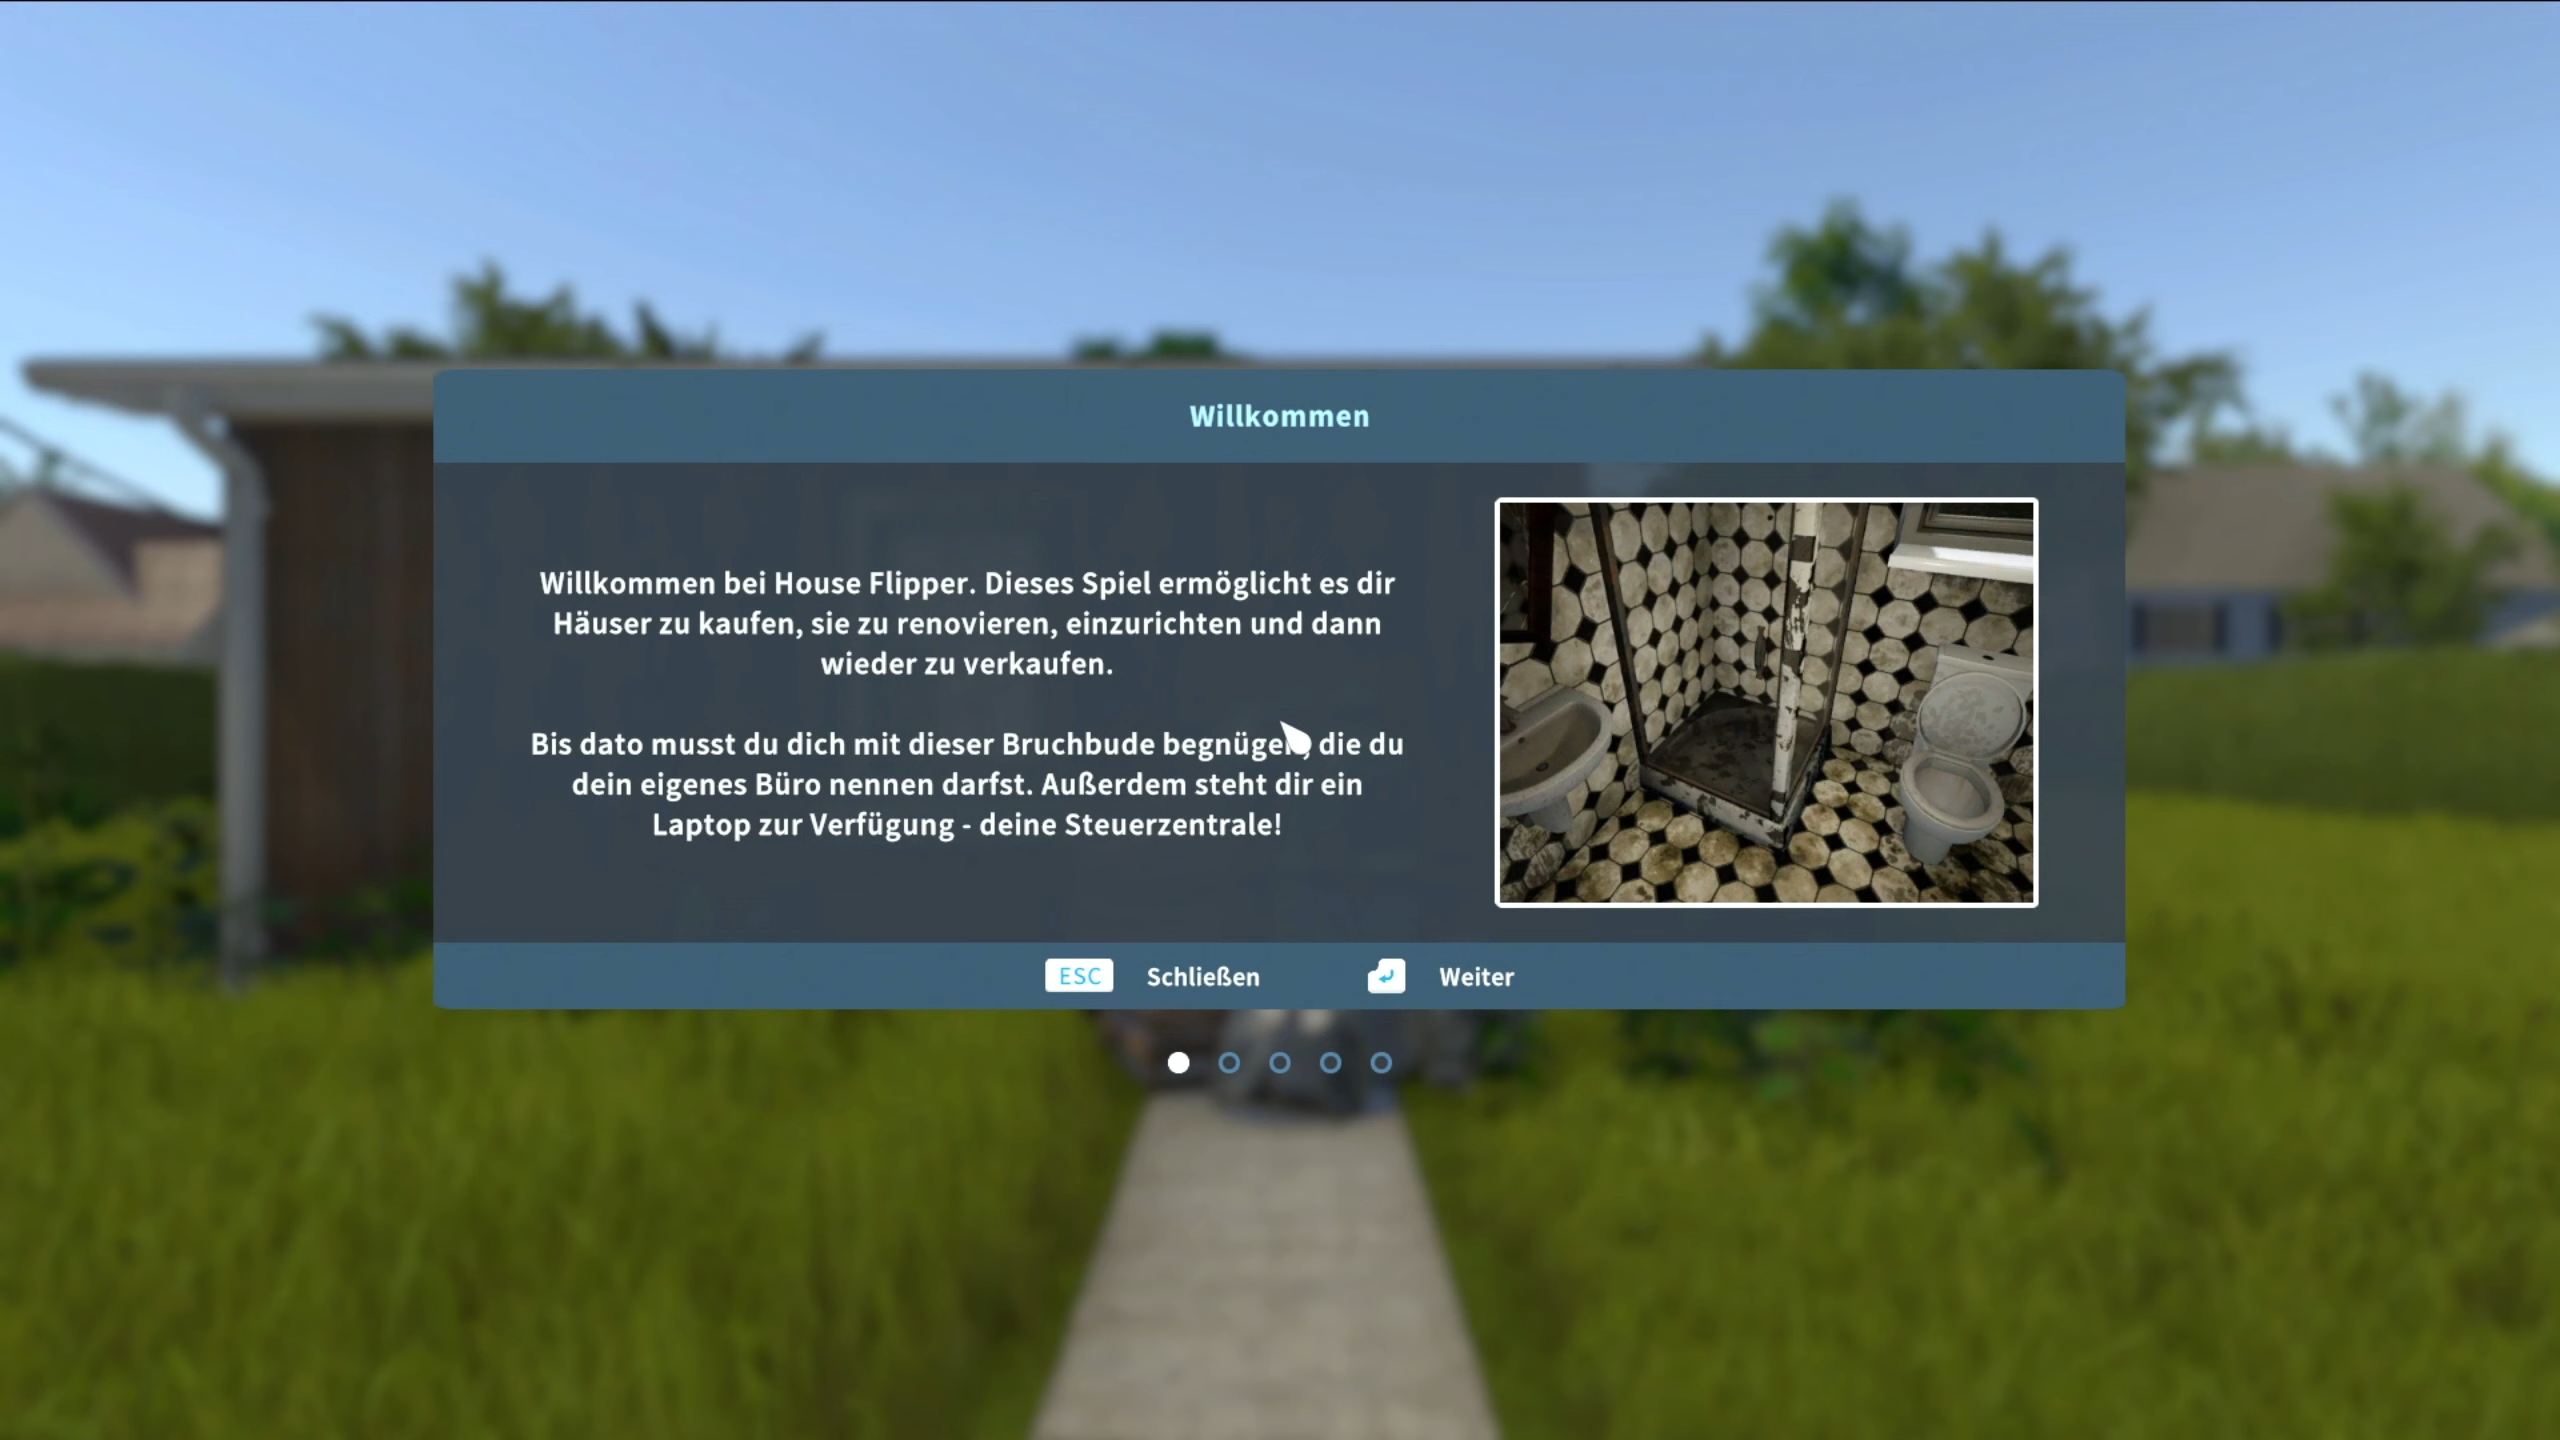 Willkommen
Willkommen bei House Flipper. Dieses Spiel ermöglicht es dir
Häuser zu kaufen, sie zu renovieren, einzurichten und dann
wieder zu verkaufen.
Bis dato musst du dich mit dieser Bruchbude begnügen, die du
dein eigenes Büro nennen darfst. Außerdem steht dir ein
Laptop zur Verfügung - deine Steuerzentrale!
ESC Schließen Weiter